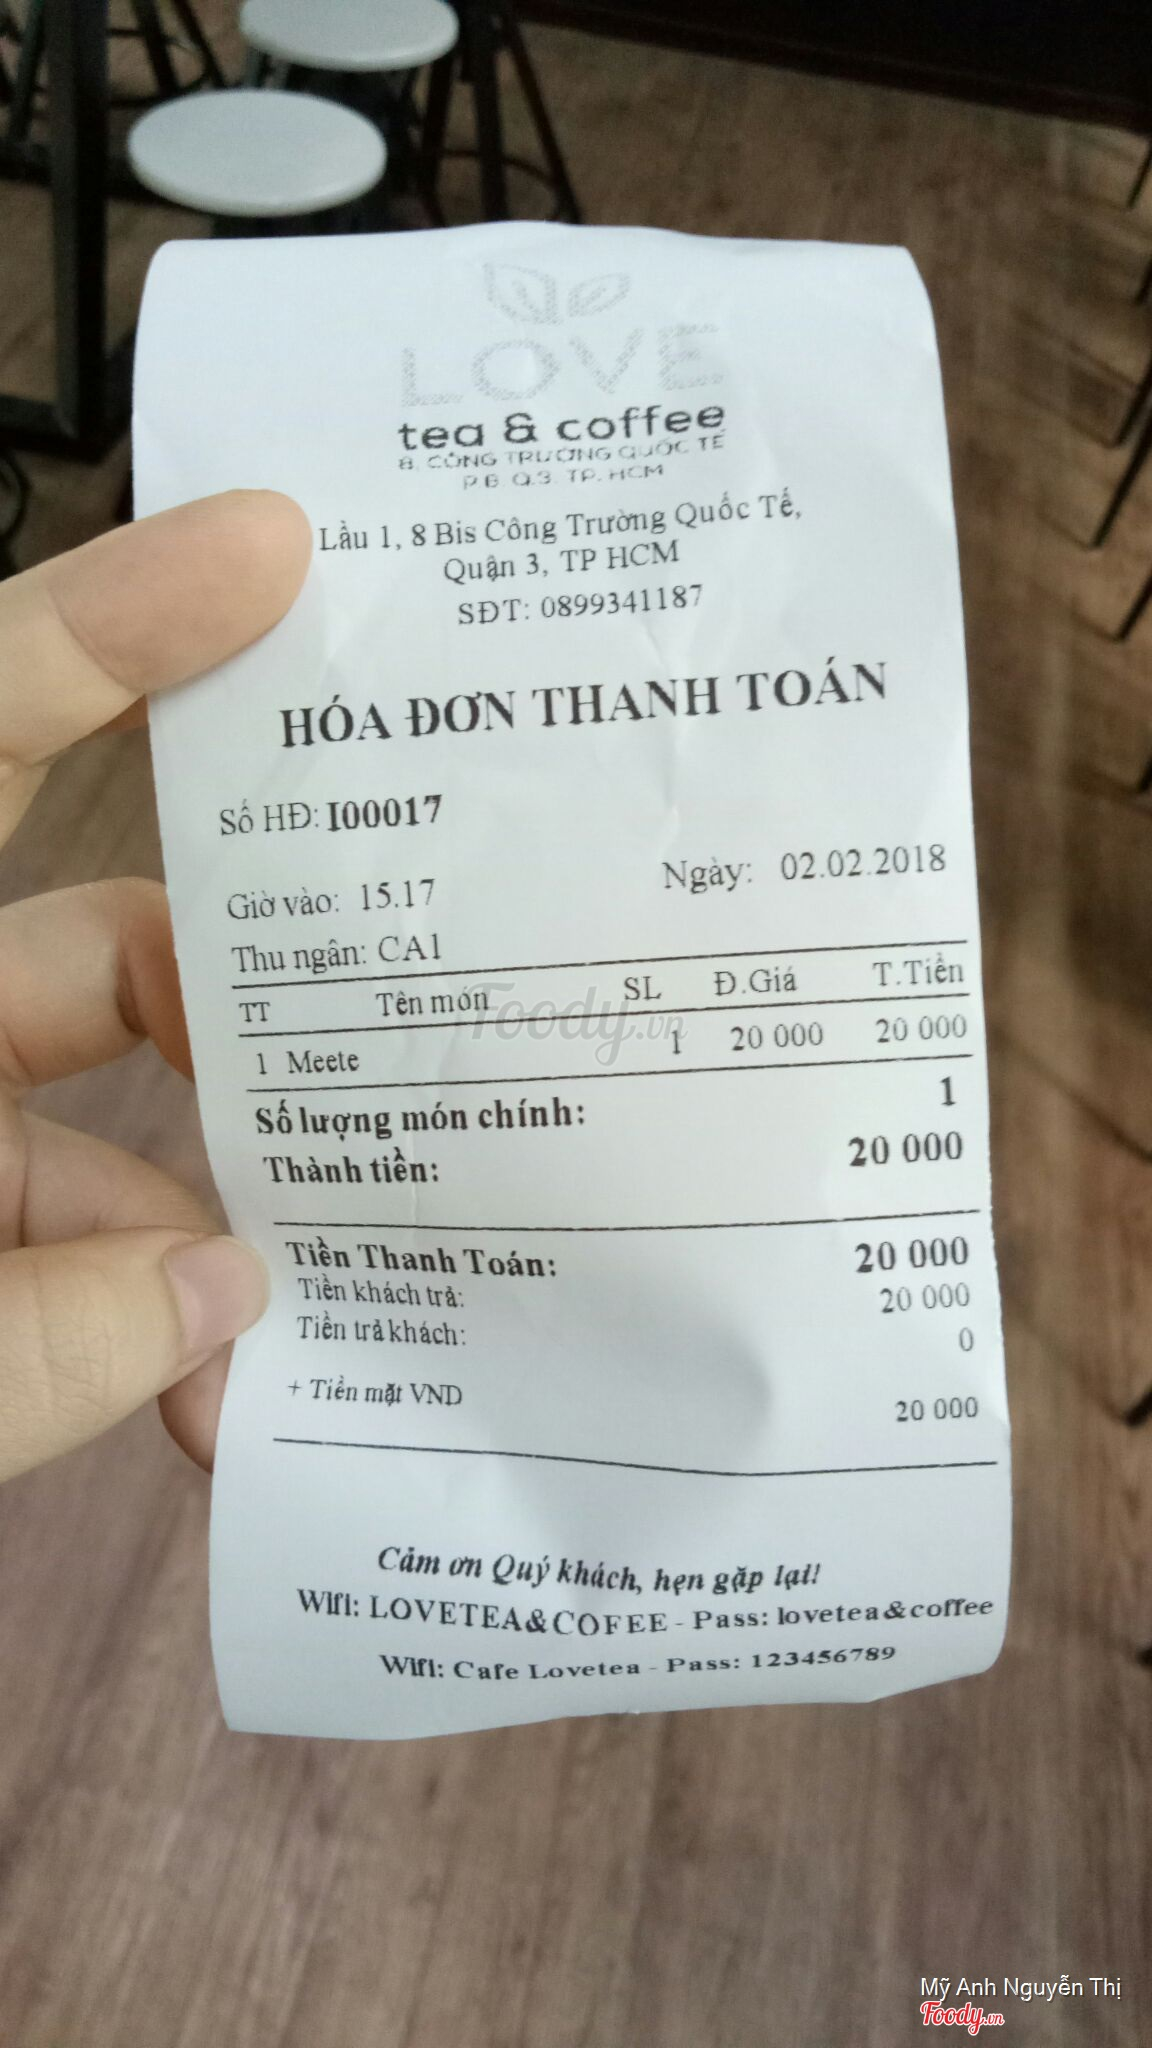 LOVE
tea & coffee
8, CÔNG TRƯỜNG QUỐC TẾ
P.6, Q.3, TP. HCM
Lầu 1, 8 Bis Công Trường Quốc Tế,
Quận 3, TP HCM
SĐT: 0899341187
HÓA ĐƠN THANH TOÁN
Số HĐ: I00017
Giờ vào: 15.17 Ngày: 02.02.2018
Thu ngân: CA1
TT Tên món SL Đ.Giá T.Tiền
1 Meete 1 20 000 20 000
Số lượng món chính: 1
Thành tiền: 20 000
Tiền Thanh Toán: 20 000
Tiền khách trả: 20 000
Tiền trả khách: 0
+ Tiền mặt VND 20 000
Cảm ơn Quý khách, hẹn gặp lại!
Wifi: LOVETEA&COFEE - Pass: lovetea&coffee
Wifi: Cafe Lovetea - Pass: 123456789
Foody.vn
Mỹ Anh Nguyễn Thị
Foody.vn